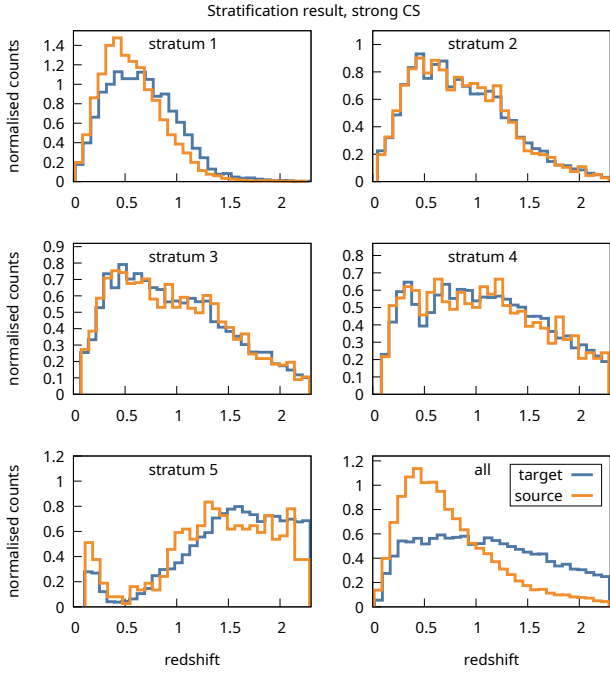 Stratification result, strong CS
normalised counts
stratum 1
1.4
1.2
1
0.8
0.6
0.4
0.2
0
0 0.5 1 1.5 2
stratum 2
1
0.8
0.6
0.4
0.2
0
0 0.5 1 1.5 2
normalised counts
stratum 3
0.9
0.8
0.7
0.6
0.5
0.4
0.3
0.2
0.1
0
0 0.5 1 1.5 2
stratum 4
0.8
0.7
0.6
0.5
0.4
0.3
0.2
0.1
0
0 0.5 1 1.5 2
normalised counts
stratum 5
1.2
1
0.8
0.6
0.4
0.2
0
0 0.5 1 1.5 2
redshift
all
target
source
1.2
1
0.8
0.6
0.4
0.2
0
0 0.5 1 1.5 2
redshift